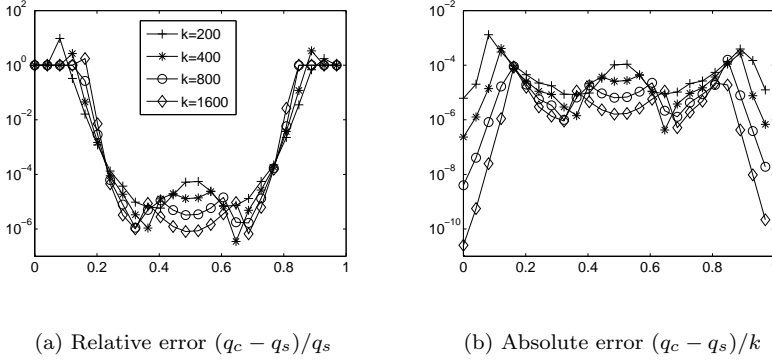 10^2
10^0
10^{-2}
10^{-4}
10^{-6}
0 0.2 0.4 0.6 0.8 1
k=200
k=400
k=800
k=1600
(a) Relative error (q_c − q_s)/q_s
10^{-2}
10^{-4}
10^{-6}
10^{-8}
10^{-10}
0 0.2 0.4 0.6 0.8 1
(b) Absolute error (q_c − q_s)/k